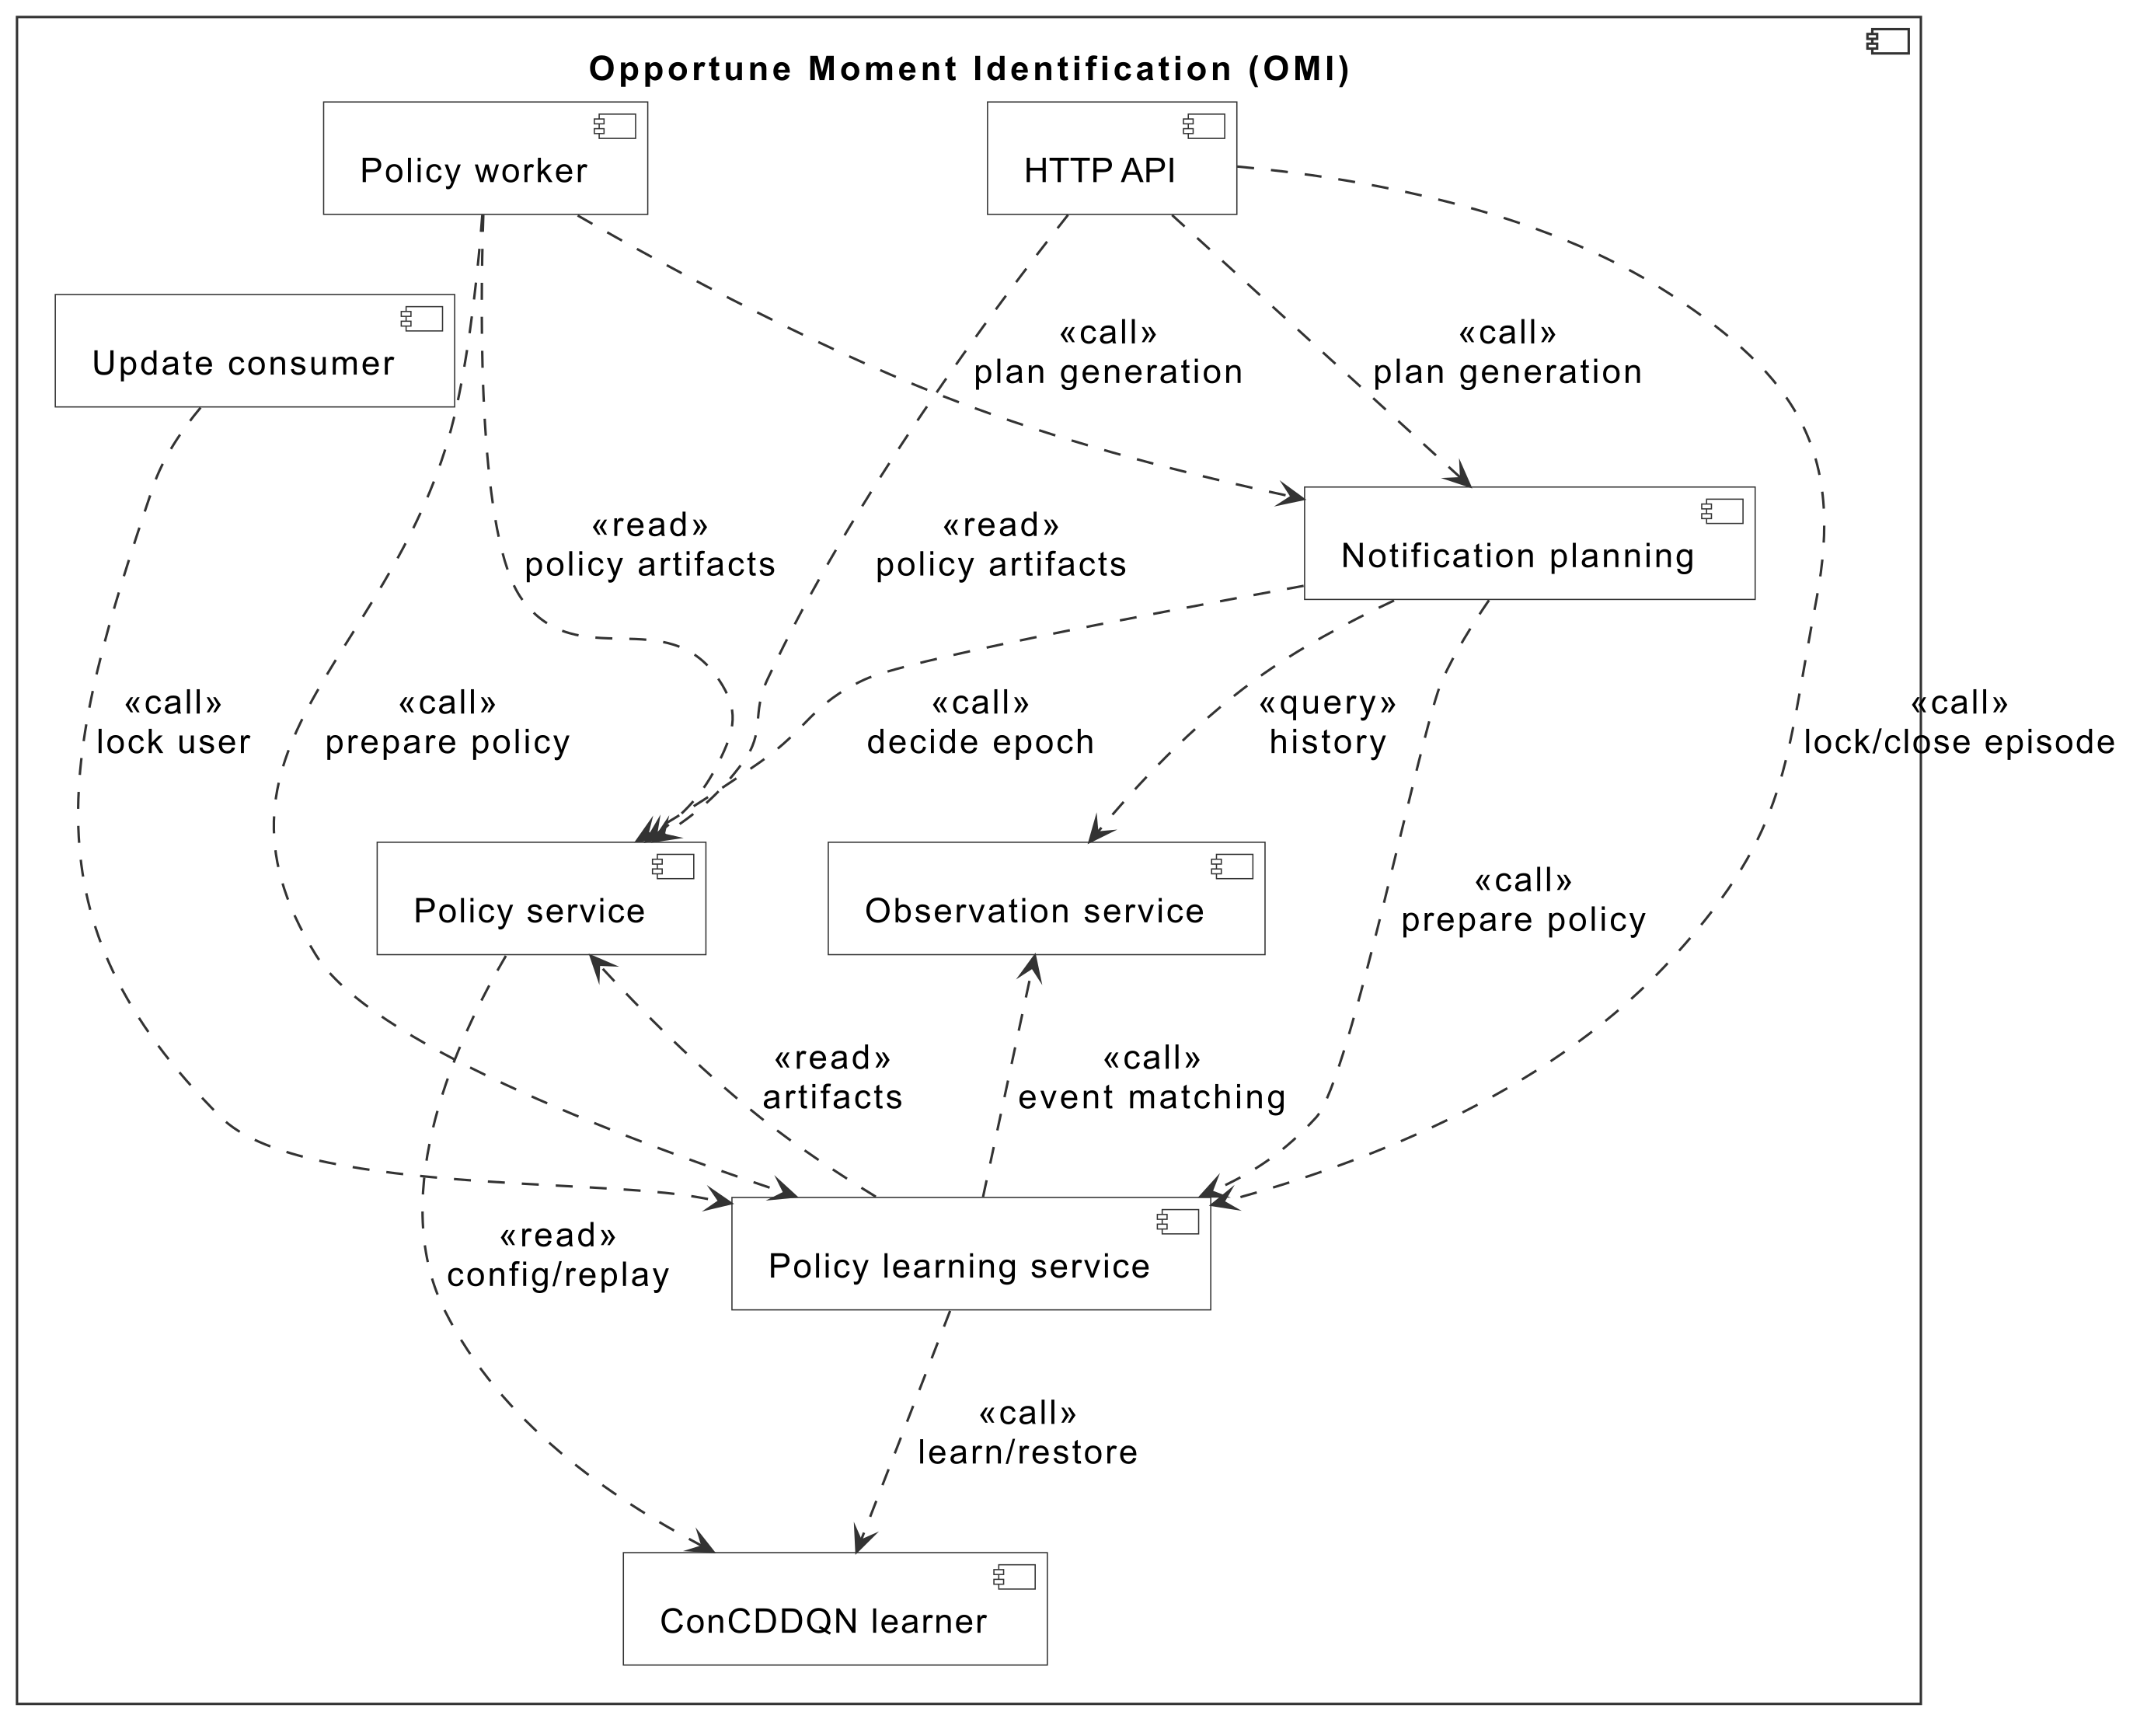 Opportune Moment Identification (OMI)
Policy worker
HTTP API
Update consumer
«call»
plan generation
«call»
plan generation
«read»
policy artifacts
«read»
policy artifacts
Notification planning
«call»
lock user
«call»
prepare policy
«call»
decide epoch
«query»
history
«call»
lock/close episode
Policy service
Observation service
«call»
prepare policy
«read»
artifacts
«call»
event matching
«read»
config/replay
Policy learning service
«call»
learn/restore
ConCDDQN learner